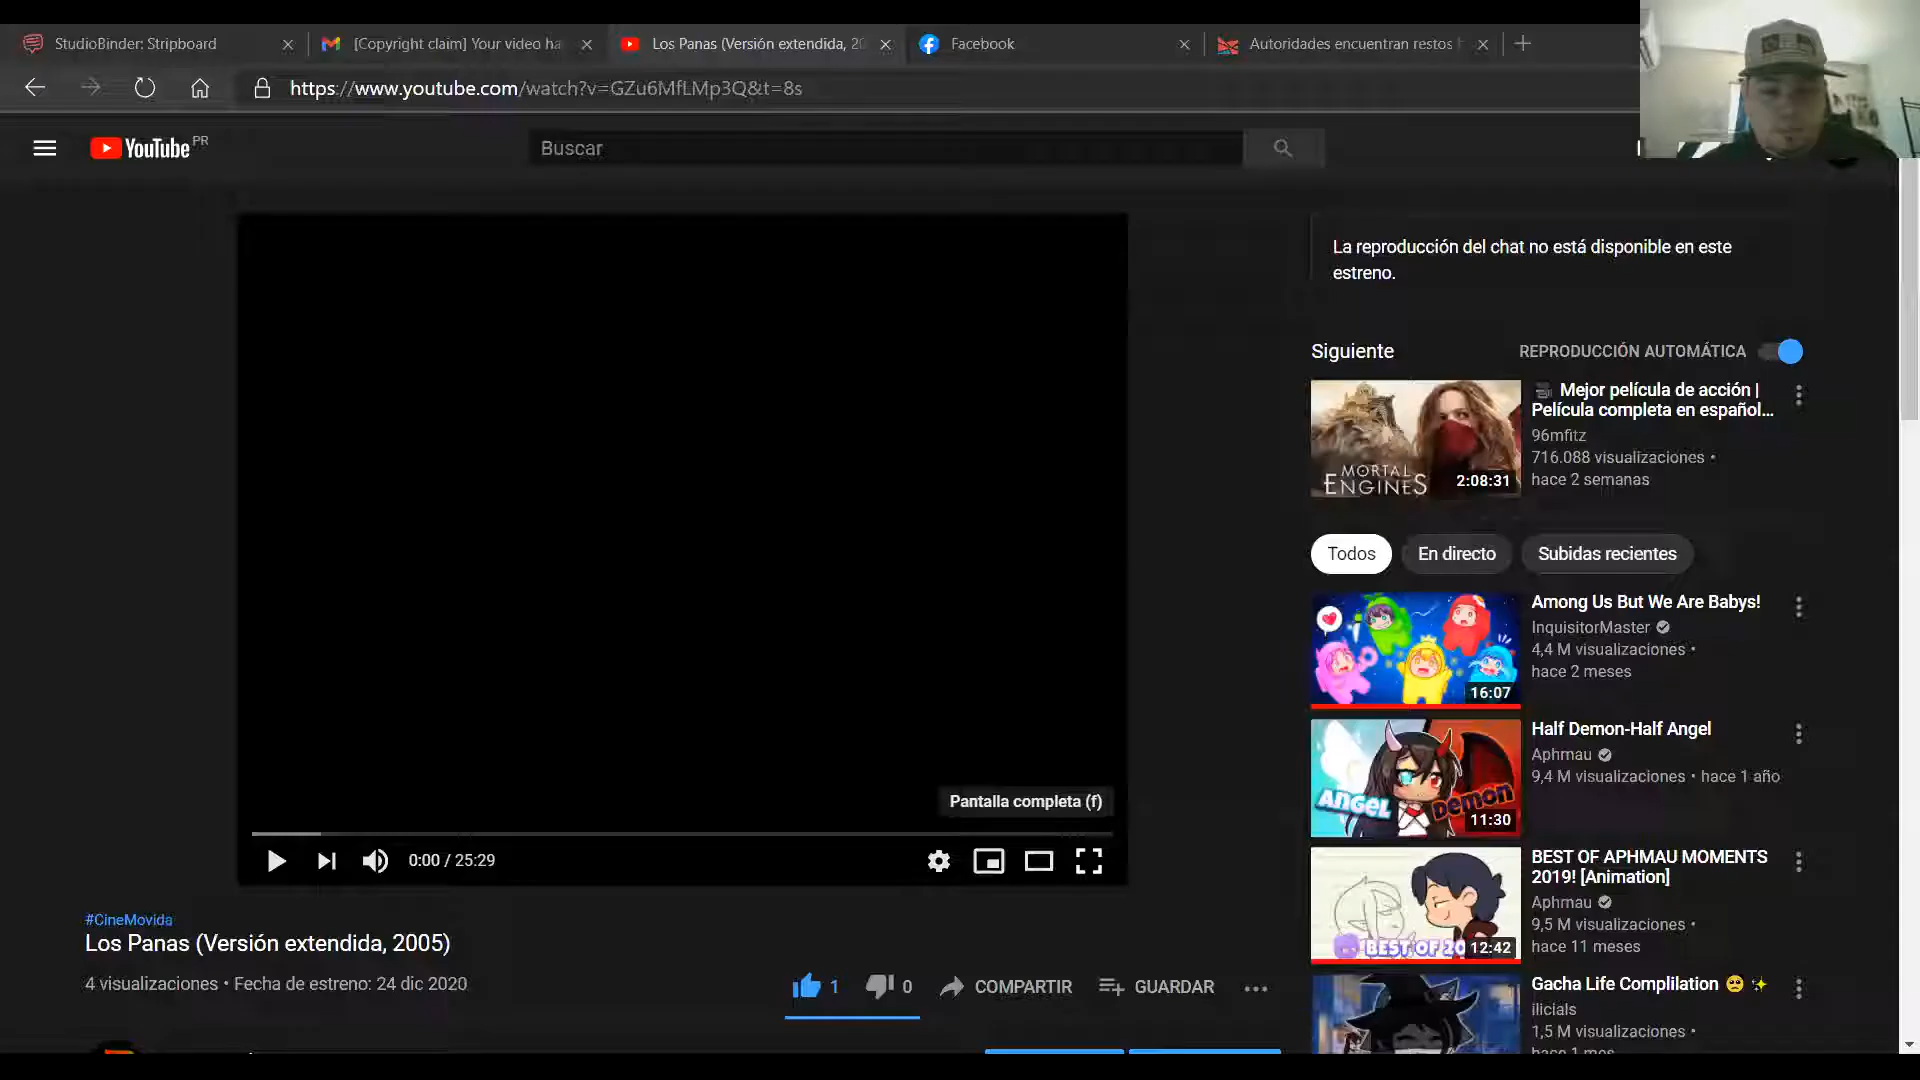 StudioBinder: Stripboard
[Copyright claim] Your video ha
Los Panas (Versión extendida, 20
Facebook
Autoridades encuentran restos h
https://www.youtube.com/watch?v=GZu6MfLMp3Q&t=8s
YouTube PR
Buscar
La reproducción del chat no está disponible en este
estreno.
Siguiente
REPRODUCCIÓN AUTOMÁTICA
MORTAL
ENGINES
2:08:31
Mejor película de acción |
Película completa en español...
96mfitz
716.088 visualizaciones •
hace 2 semanas
Todos
En directo
Subidas recientes
16:07
Among Us But We Are Babys!
InquisitorMaster
4,4 M visualizaciones •
hace 2 meses
ANGEL
DEMON
11:30
Half Demon-Half Angel
Aphmau
9,4 M visualizaciones • hace 1 año
BEST OF 20
12:42
BEST OF APHMAU MOMENTS
2019! [Animation]
Aphmau
9,5 M visualizaciones •
hace 11 meses
Gacha Life Complilation 🥺 ✨
ilicials
1,5 M visualizaciones •
hace 1 mes
Pantalla completa (f)
0:00 / 25:29
#CineMovida
Los Panas (Versión extendida, 2005)
4 visualizaciones • Fecha de estreno: 24 dic 2020
1
0
COMPARTIR
GUARDAR